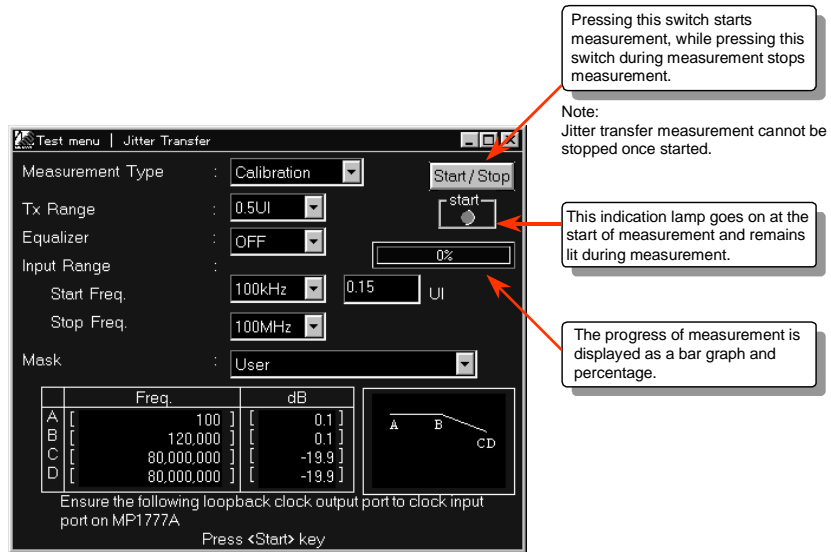 Pressing this switch starts
measurement, while pressing this
switch during measurement stops
measurement.
Note:
Jitter transfer measurement cannot be
stopped once started.
Test menu | Jitter Transfer
Measurement Type : Calibration
Start/Stop
Tx Range : 0.5UI
start
This indication lamp goes on at the
start of measurement and remains
lit during measurement.
Equalizer : OFF
0%
Input Range :
Start Freq. 100kHz 0.15 UI
Stop Freq. 100MHz
The progress of measurement is
displayed as a bar graph and
percentage.
Mask : User
Freq. dB
A [ 100 ] [ 0.1 ]
B [ 120,000 ] [ 0.1 ]
C [ 80,000,000 ] [ -19.9 ]
D [ 80,000,000 ] [ -19.9 ]
A B CD
Ensure the following loopback clock output port to clock input
port on MP1777A
Press <Start> key